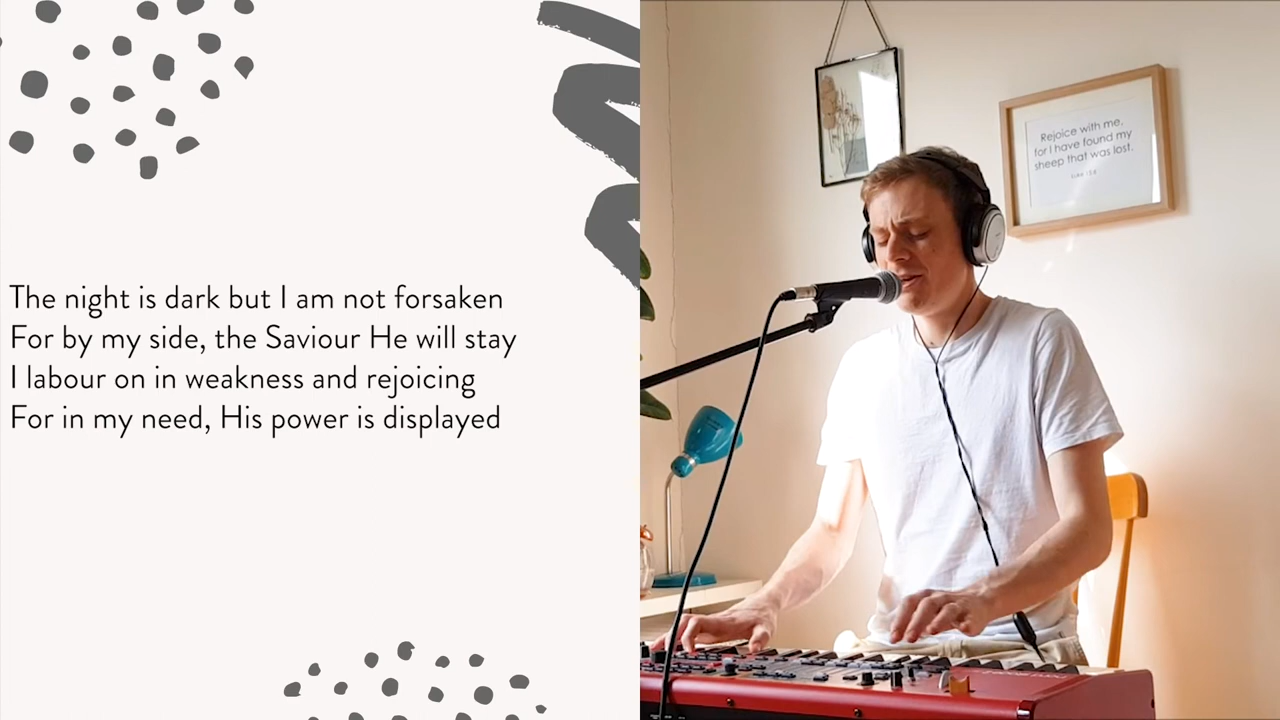 The night is dark but I am not forsaken
For by my side, the Saviour He will stay
I labour on in weakness and rejoicing
For in my need, His power is displayed
Rejoice with me,
for I have found my
sheep that was lost.